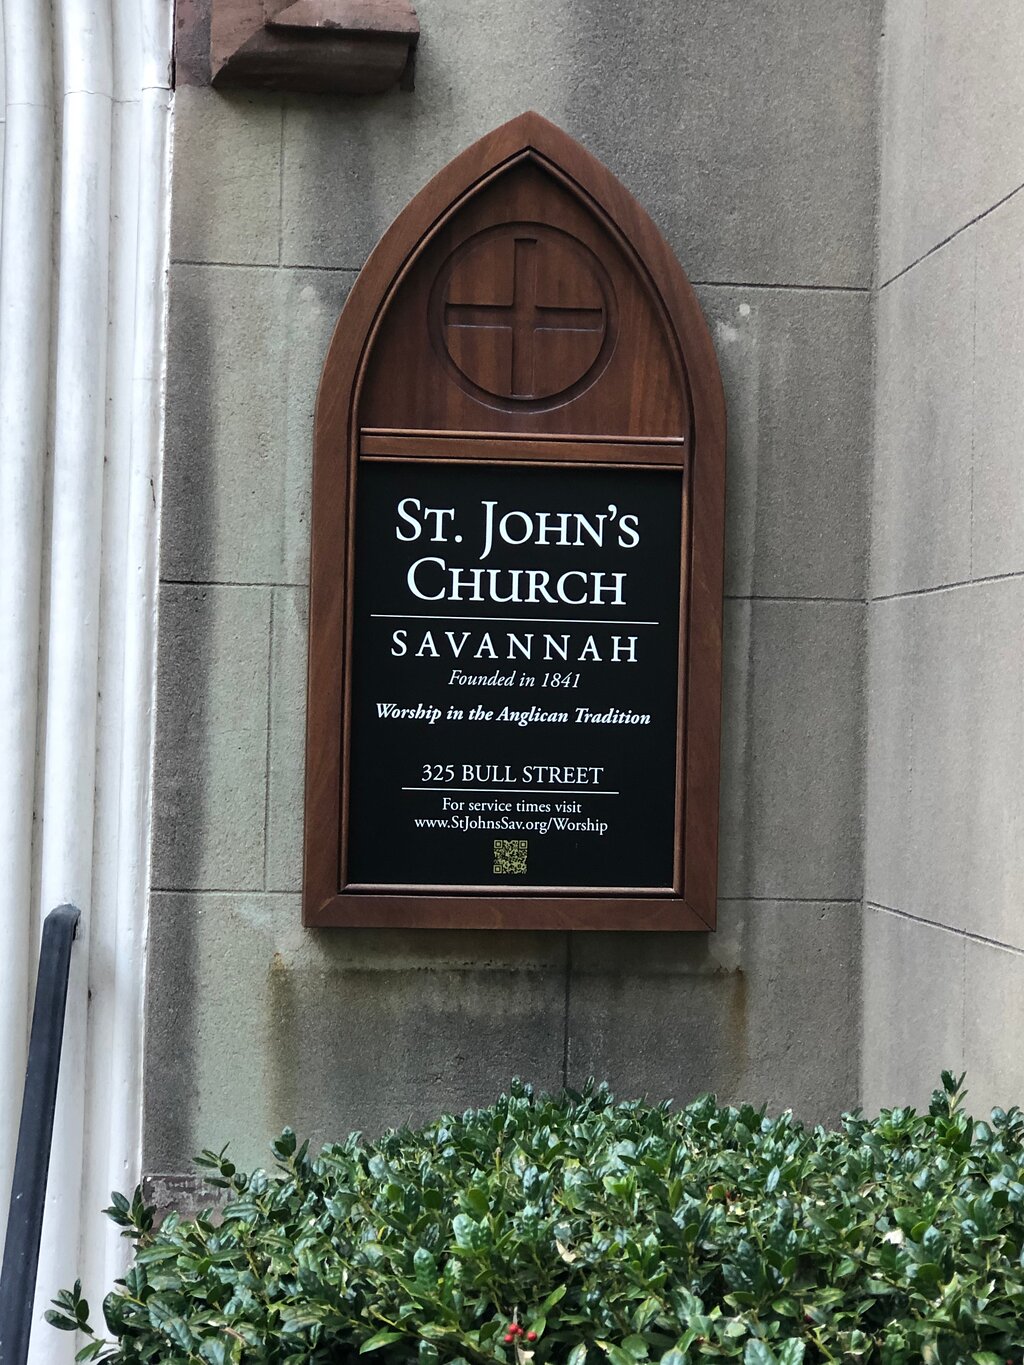 ST. JOHN'S
CHURCH
SAVANNAH
Founded in 1841
Worship in the Anglican Tradition
325 BULL STREET
For service times visit
www.StJohnsSav.org/Worship